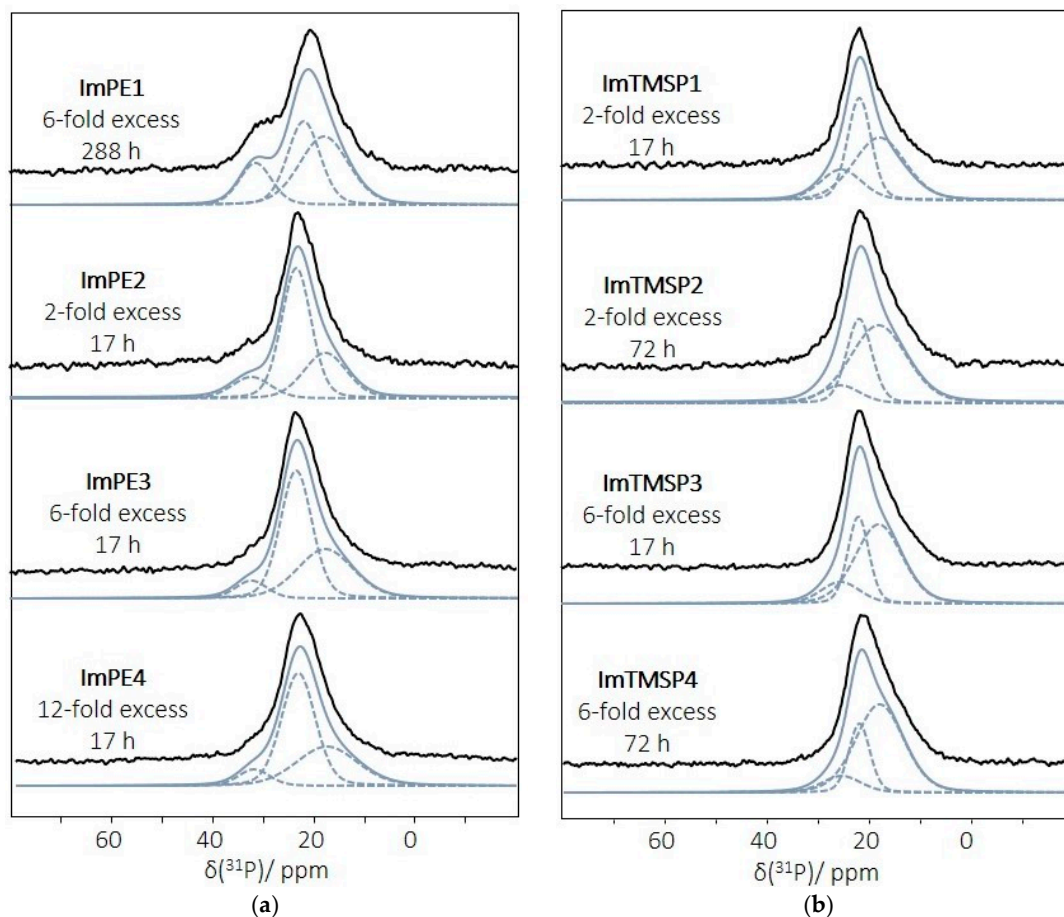 ImPE1
6-fold excess
288 h
ImPE2
2-fold excess
17 h
ImPE3
6-fold excess
17 h
ImPE4
12-fold excess
17 h
60 40 20 0
δ(³¹P)/ ppm
(a)
ImTMSP1
2-fold excess
17 h
ImTMSP2
2-fold excess
72 h
ImTMSP3
6-fold excess
17 h
ImTMSP4
6-fold excess
72 h
60 40 20 0
δ(³¹P)/ ppm
(b)